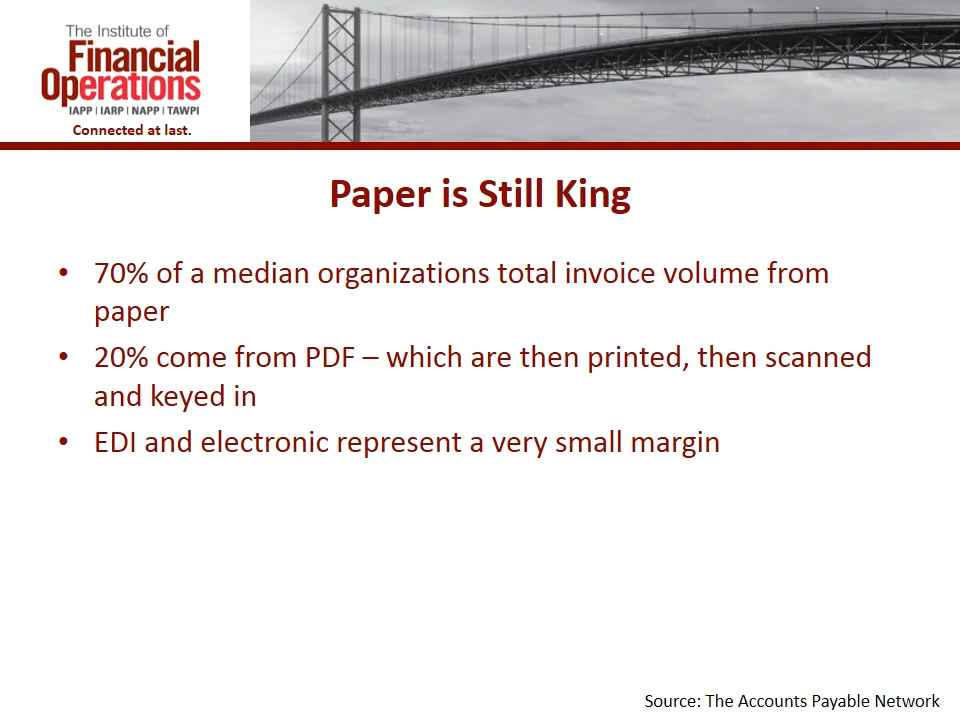 The Institute of
Financial
Operations
IAPP | IARP | NAPP | TAWPI
Connected at last.
Paper is Still King
• 70% of a median organizations total invoice volume from
paper
• 20% come from PDF – which are then printed, then scanned
and keyed in
• EDI and electronic represent a very small margin
Source: The Accounts Payable Network